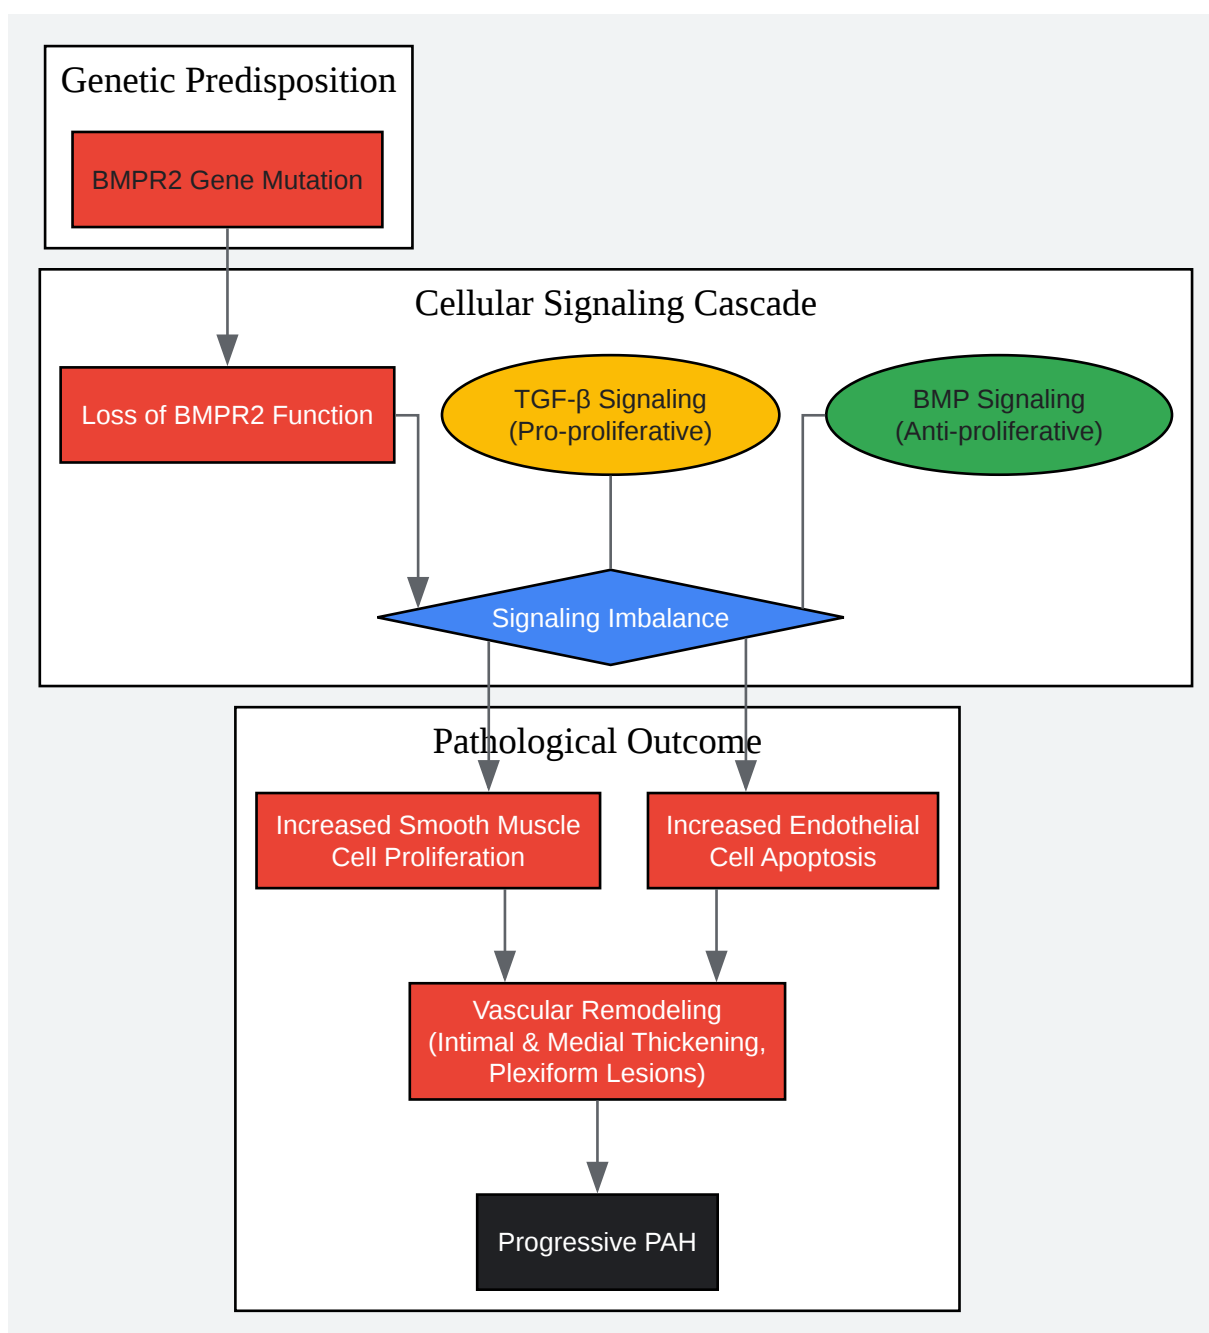 Genetic Predisposition
BMPR2 Gene Mutation
Cellular Signaling Cascade
Loss of BMPR2 Function
TGF-β Signaling
(Pro-proliferative)
BMP Signaling
(Anti-proliferative)
Signaling Imbalance
Pathological Outcome
Increased Smooth Muscle
Cell Proliferation
Increased Endothelial
Cell Apoptosis
Vascular Remodeling
(Intimal & Medial Thickening,
Plexiform Lesions)
Progressive PAH